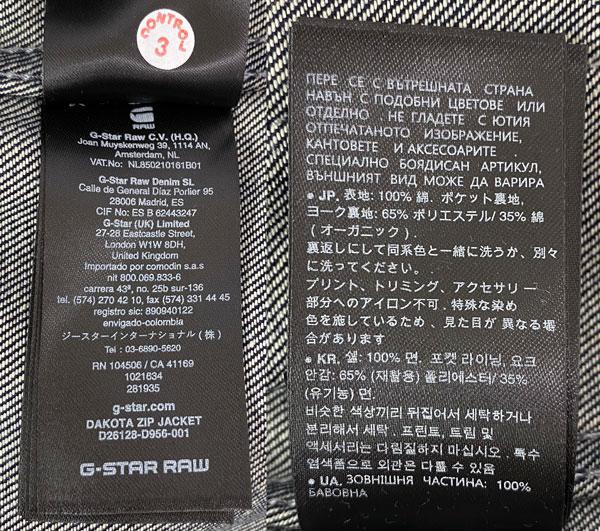 CONTROL
3
RAW
G-Star Raw C.V. (H.Q.)
Joan Muyskenweg 39, 1114 AN,
Amsterdam, NL
VAT.No: NL850210161B01
G-Star Raw Denim SL
Calle de General Díaz Porlier 95
28006 Madrid, ES
CIF No: ES B 62443247
G-Star (UK) Limited
27-28 Eastcastle Street,
London W1W 8DH,
United Kingdom
Importado por comodin s.a.s
nit 800.069.833-6
carrera 43ª, no. 25b sur-136
tel. (574) 270 42 10, fax (574) 331 44 45
registro sic: 890940122
envigado-colombia
ジースターインターナショナル (株)
Tel : 03-6890-5620
RN 104506 / CA 41169
1021634
281935
g-star.com
DAKOTA ZIP JACKET
D26128-D956-001
G-STAR RAW
ПЕРЕ СЕ С ВЪТРЕШНАТА СТРАНА
НАВЪН С ПОДОБНИ ЦВЕТОВЕ ИЛИ
ОТДЕЛНО . НЕ ГЛАДЕТЕ С ЮТИЯ
ОТПЕЧАТАНОТО ИЗОБРАЖЕНИЕ,
КАНТОВЕТЕ И АКСЕСОАРИТЕ
СПЕЦИАЛНО БОЯДИСАН АРТИКУЛ,
ВЪНШНИЯТ ВИД МОЖЕ ДА ВАРИРА
● JP. 表地: 100% 綿. ポケット裏地,
ヨーク裏地: 65% ポリエステル/ 35% 綿
( オーガニック ) .
裏返しにして同系色と一緒に洗うか、別々
に洗ってください。
プリント、トリミング、アクセサリー
部分へのアイロン不可 . 特殊な染め
色を施しているため 、見た目が 異なる場
合があります
● KR. 쉘: 100% 면. 포켓 라이닝, 요크
안감: 65% (재활용) 폴리에스터/ 35%
(유기농) 면.
비슷한 색상끼리 뒤집어서 세탁하거나
분리해서 세탁 . 프린트, 트림 및
액세서리는 다림질하지 마십시오 . 특수
염색품으로 외관은 다를 수 있음
● UA. ЗОВНІШНЯ ЧАСТИНА: 100%
БАВОВНА